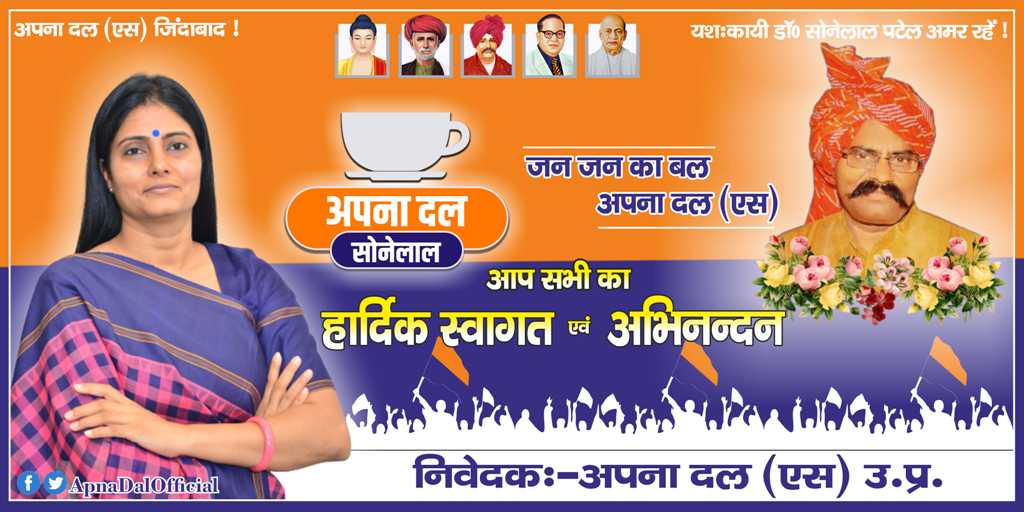 अपना दल (एस) जिंदाबाद !
यशःकायी डॉ० सोनेलाल पटेल अमर रहें !
जन जन का बल
अपना दल (एस)
अपना दल
सोनेलाल
आप सभी का
हार्दिक स्वागत एवं अभिनन्दन
निवेदकः-अपना दल (एस) उ.प्र.
ApnaDalOfficial